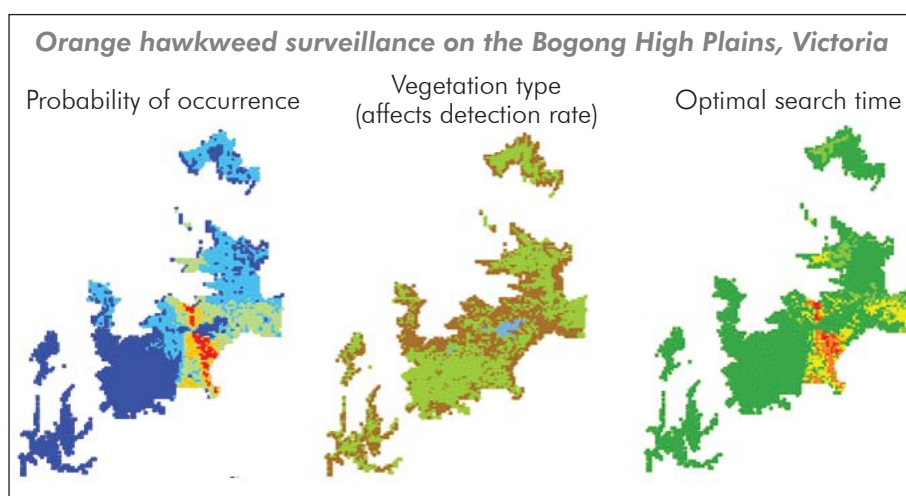 Orange hawkweed surveillance on the Bogong High Plains, Victoria
Probability of occurrence
Vegetation type
(affects detection rate)
Optimal search time